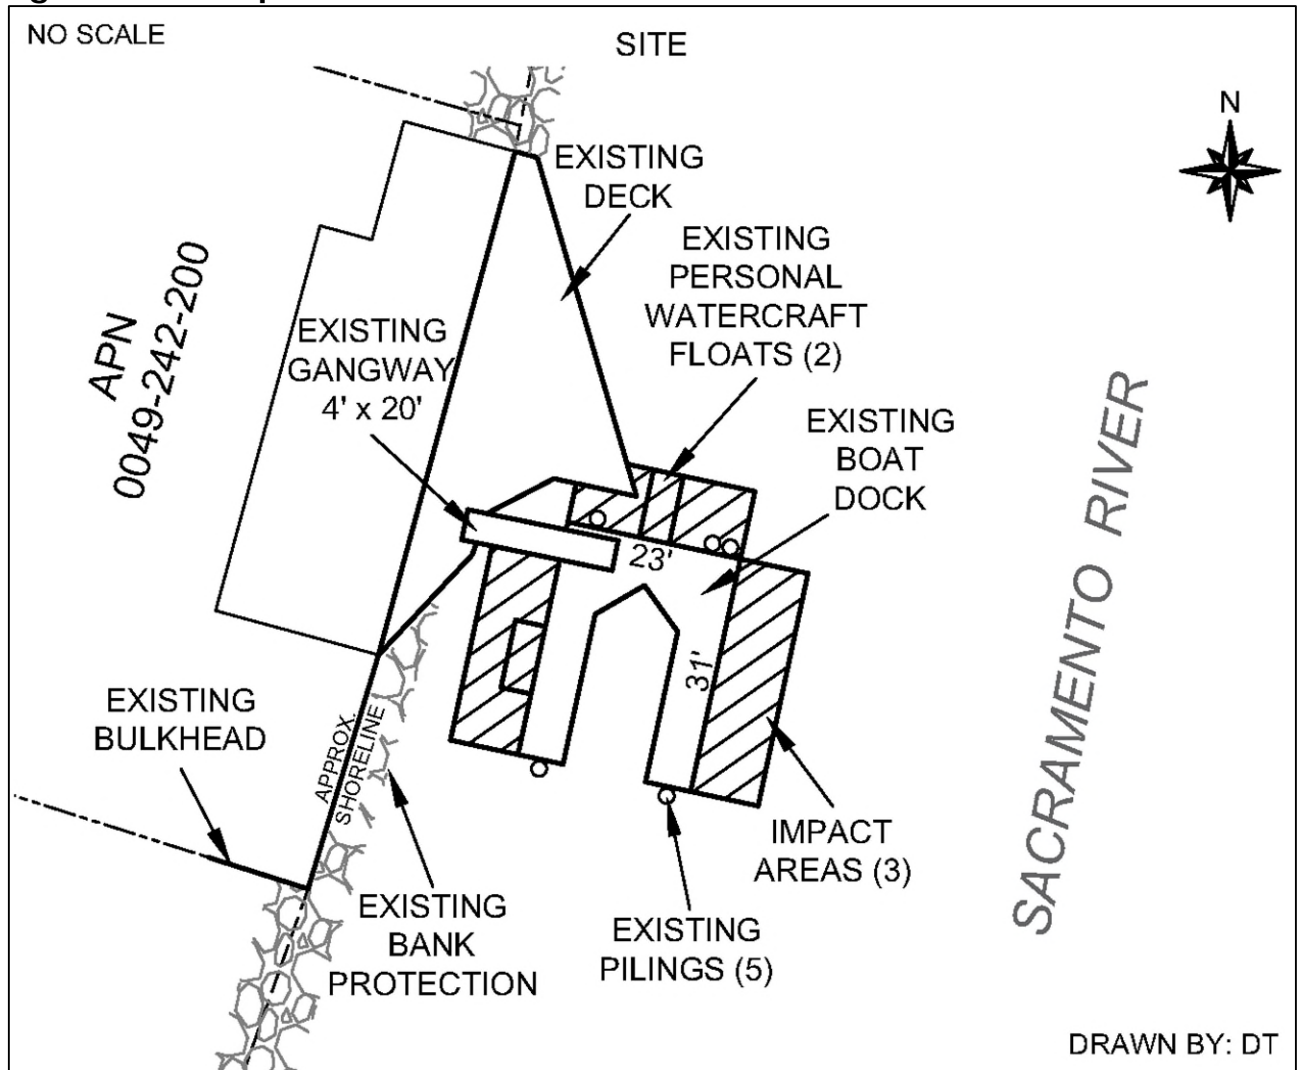 NO SCALE
SITE
N
EXISTING
DECK
EXISTING
PERSONAL
WATERCRAFT
FLOATS (2)
APN
0049-242-200
EXISTING
GANGWAY
4' x 20'
EXISTING
BOAT
DOCK
23'
31'
SACRAMENTO RIVER
EXISTING
BULKHEAD
APPROX.
SHORELINE
IMPACT
AREAS (3)
EXISTING
BANK
PROTECTION
EXISTING
PILINGS (5)
DRAWN BY: DT